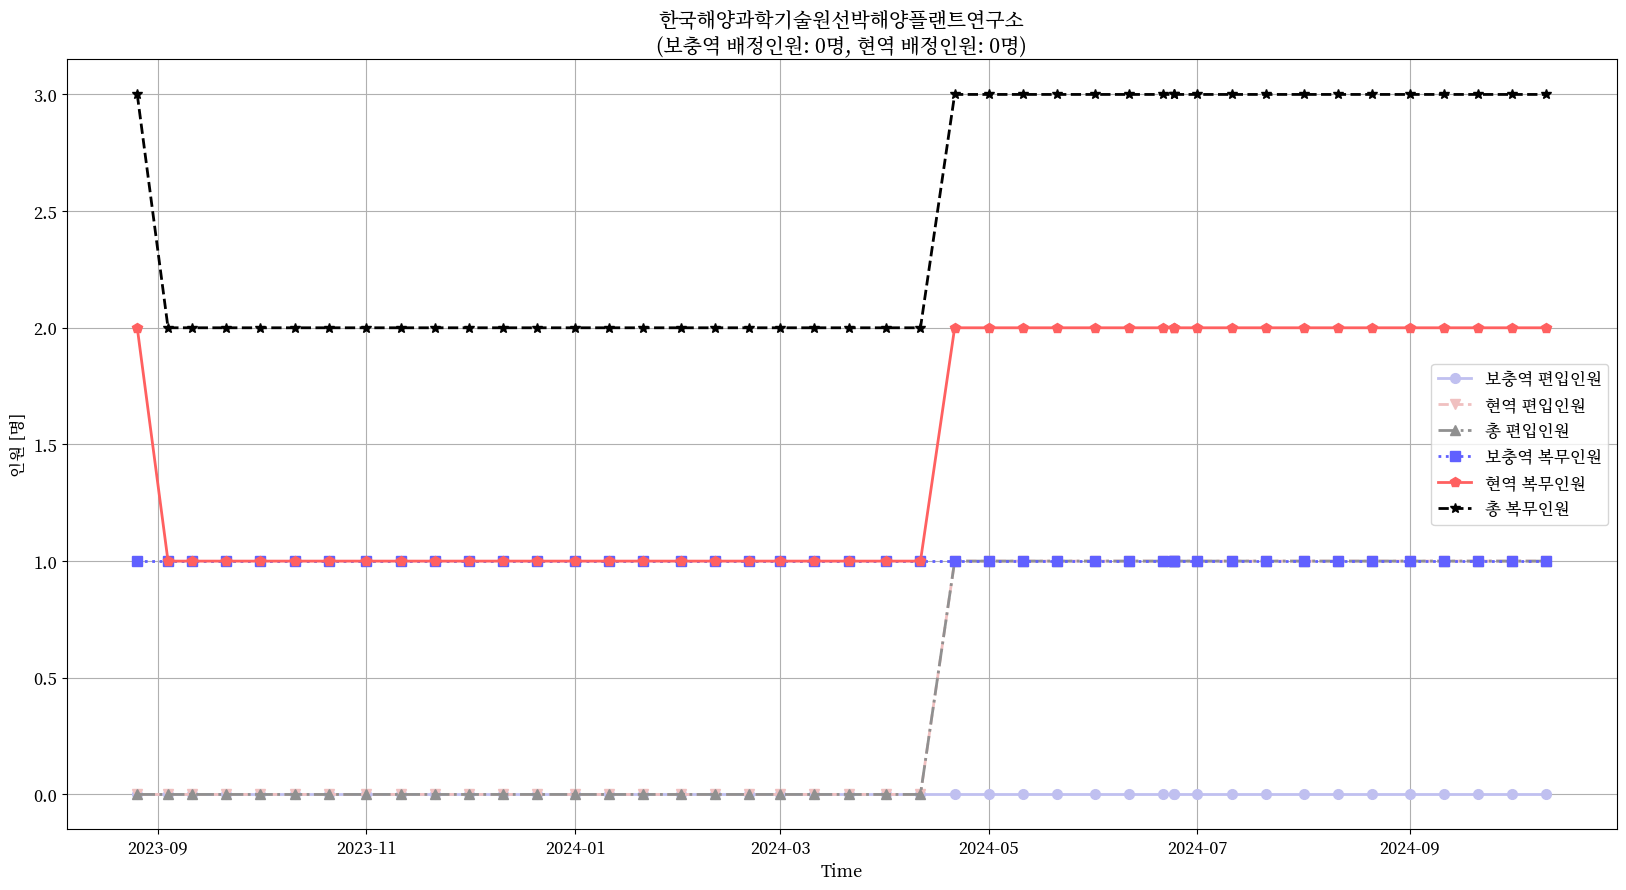 한국해양과학기술원선박해양플랜트연구소
(보충역 배정인원: 0명, 현역 배정인원: 0명)
3.0
2.5
2.0
1.5
1.0
0.5
0.0
인원 [명]
보충역 편입인원
현역 편입인원
총 편입인원
보충역 복무인원
현역 복무인원
총 복무인원
2023-09
2023-11
2024-01
2024-03
2024-05
2024-07
2024-09
Time